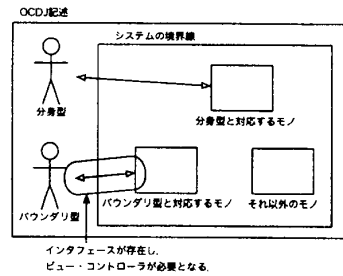 OCDJ記述
システムの境界線
分身型
分身型と対応するモノ
バウンダリ型
バウンダリ型と対応するモノ
それ以外のモノ
インタフェースが存在し,
ビュー・コントローラが必要となる.